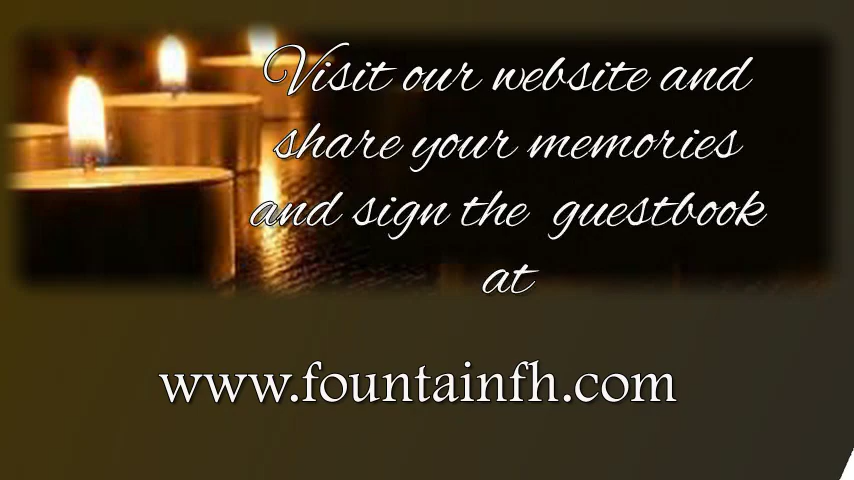 Visit our website and
share your memories
and sign the guestbook
at
www.fountainfh.com